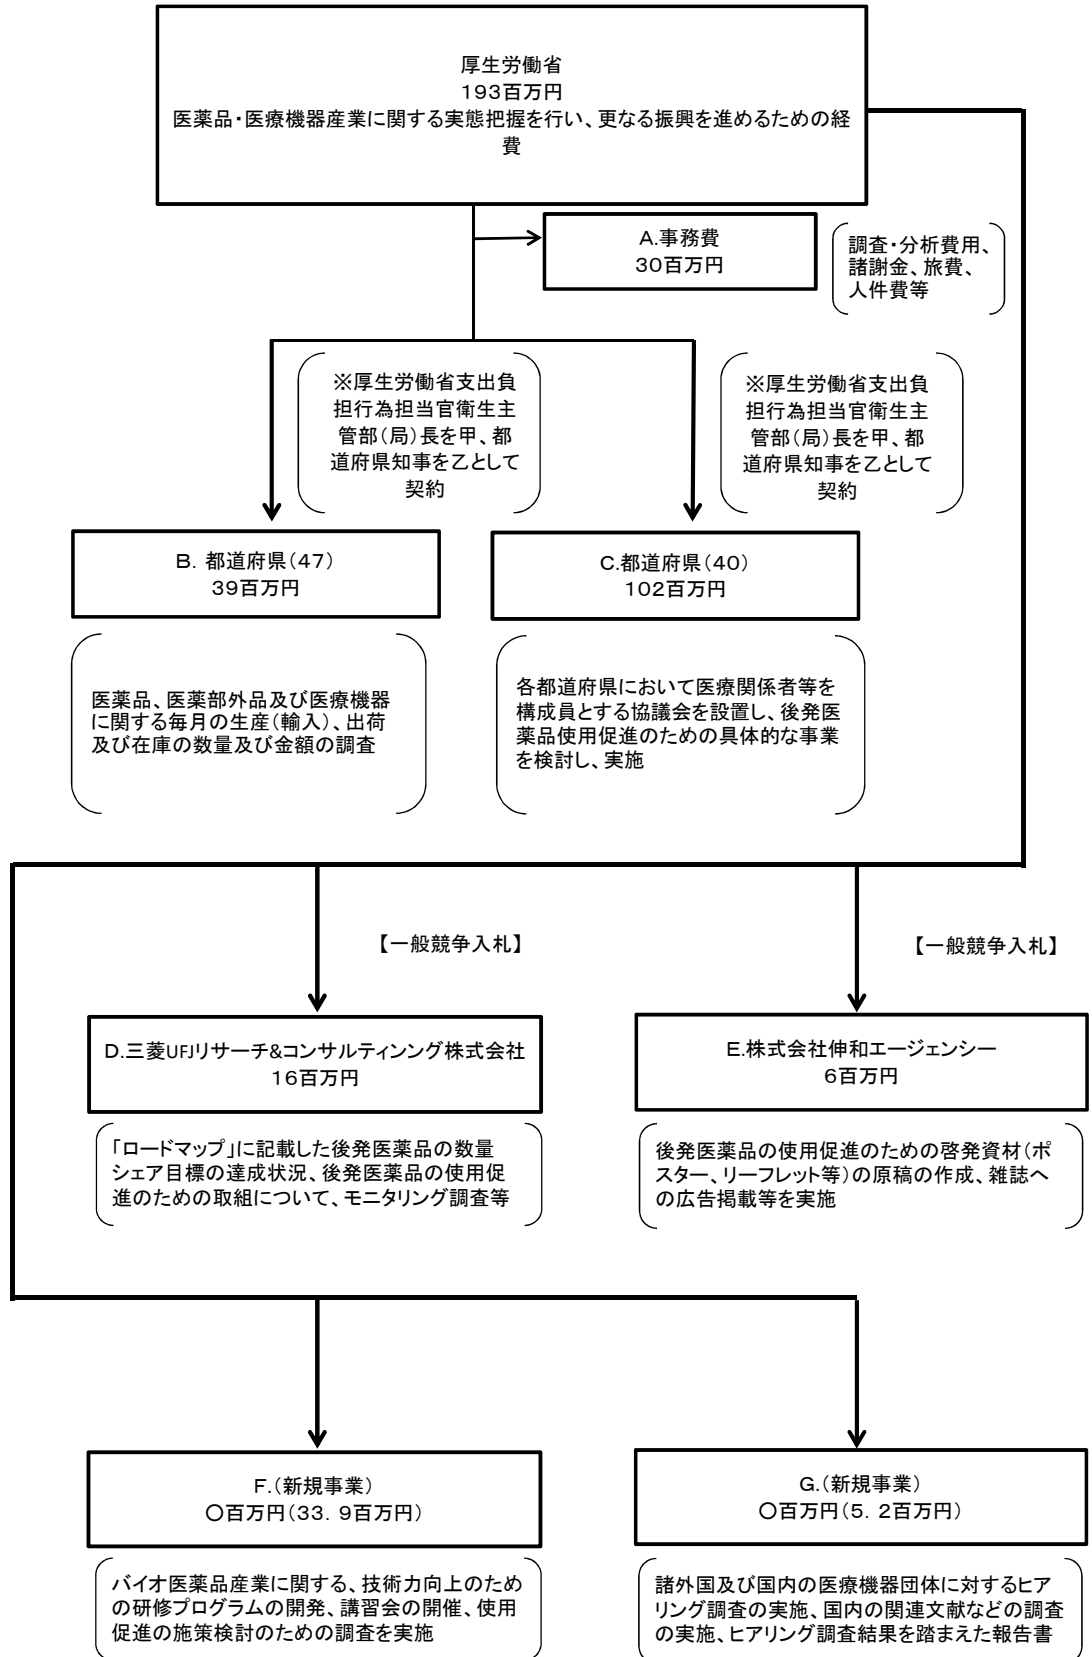 厚生労働省
193百万円
医薬品・医療機器産業に関する実態把握を行い、更なる振興を進めるための経
費
A.事務費
30百万円
調査・分析費用、
諸謝金、旅費、
人件費等
※厚生労働省支出負
担行為担当官衛生主
管部(局)長を甲、都
道府県知事を乙として
契約
※厚生労働省支出負
担行為担当官衛生主
管部(局)長を甲、都
道府県知事を乙として
契約
B. 都道府県(47)
39百万円
C.都道府県(40)
102百万円
医薬品、医薬部外品及び医療機器
に関する毎月の生産(輸入)、出荷
及び在庫の数量及び金額の調査
各都道府県において医療関係者等を
構成員とする協議会を設置し、後発医
薬品使用促進のための具体的な事業
を検討し、実施
【一般競争入札】
【一般競争入札】
D.三菱UFJリサーチ&コンサルティンング株式会社
16百万円
E.株式会社伸和エージェンシー
6百万円
「ロードマップ」に記載した後発医薬品の数量
シェア目標の達成状況、後発医薬品の使用促
進のための取組について、モニタリング調査等
後発医薬品の使用促進のための啓発資材(ポ
スター、リーフレット等)の原稿の作成、雑誌へ
の広告掲載等を実施
F.(新規事業)
〇百万円(33.9百万円)
G.(新規事業)
〇百万円(5.2百万円)
バイオ医薬品産業に関する、技術力向上のため
の研修プログラムの開発、講習会の開催、使用
促進の施策検討のための調査を実施
諸外国及び国内の医療機器団体に対するヒア
リング調査の実施、国内の関連文献などの調査
の実施、ヒアリング調査結果を踏まえた報告書